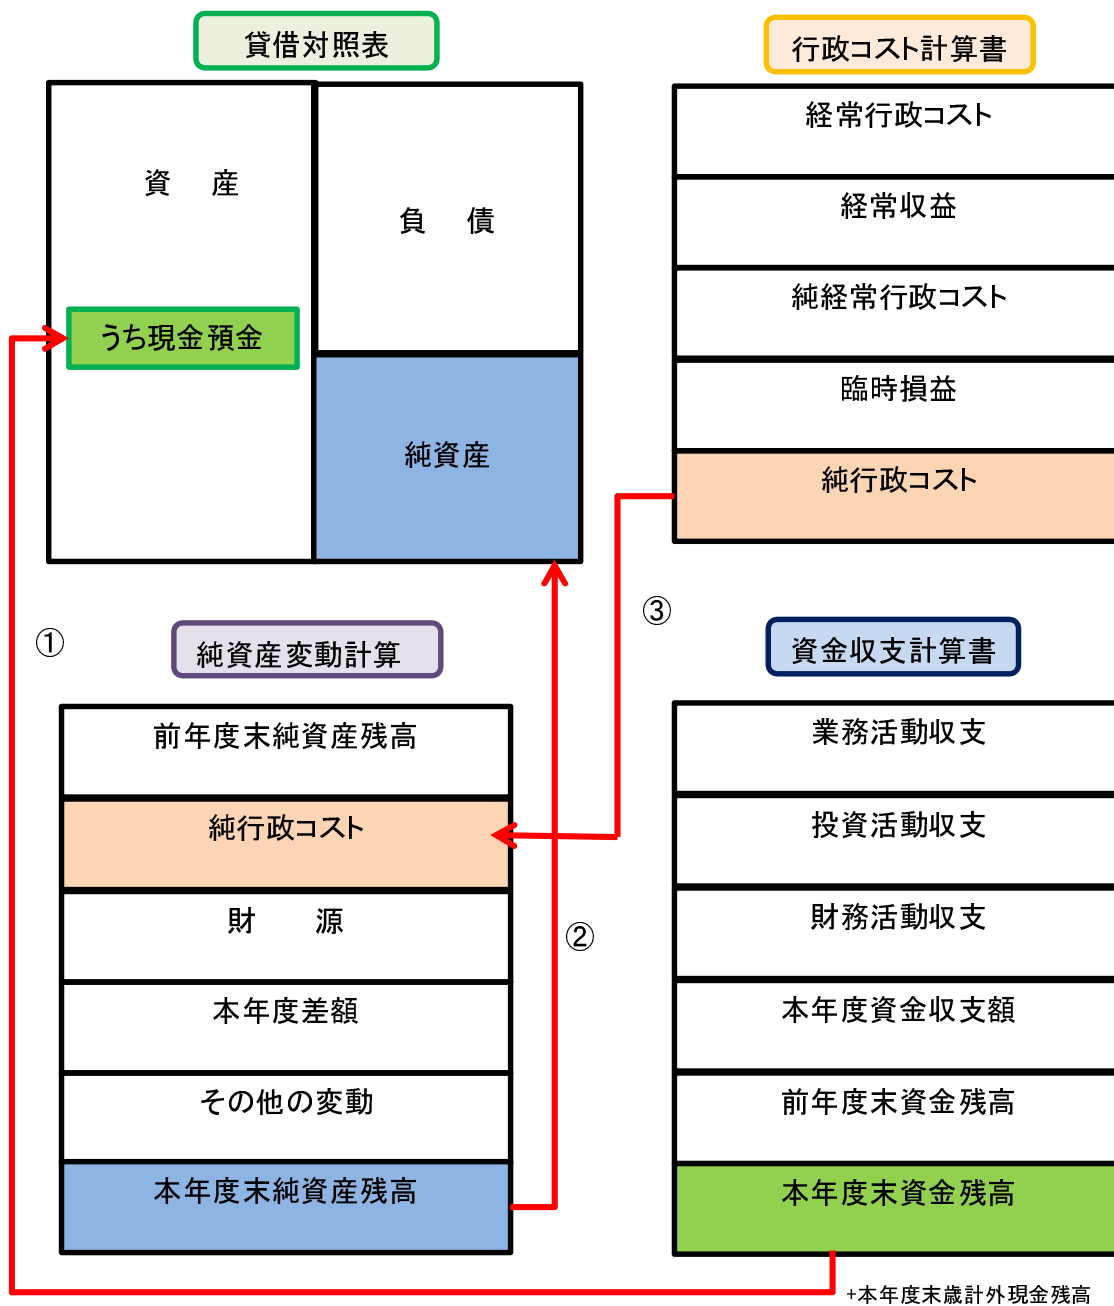 貸借対照表
資　産
うち現金預金
負　債
純資産
行政コスト計算書
経常行政コスト
経常収益
純経常行政コスト
臨時損益
純行政コスト
①
②
③
純資産変動計算
前年度末純資産残高
純行政コスト
財　源
本年度差額
その他の変動
本年度末純資産残高
資金収支計算書
業務活動収支
投資活動収支
財務活動収支
本年度資金収支額
前年度末資金残高
本年度末資金残高
+本年度末歳計外現金残高